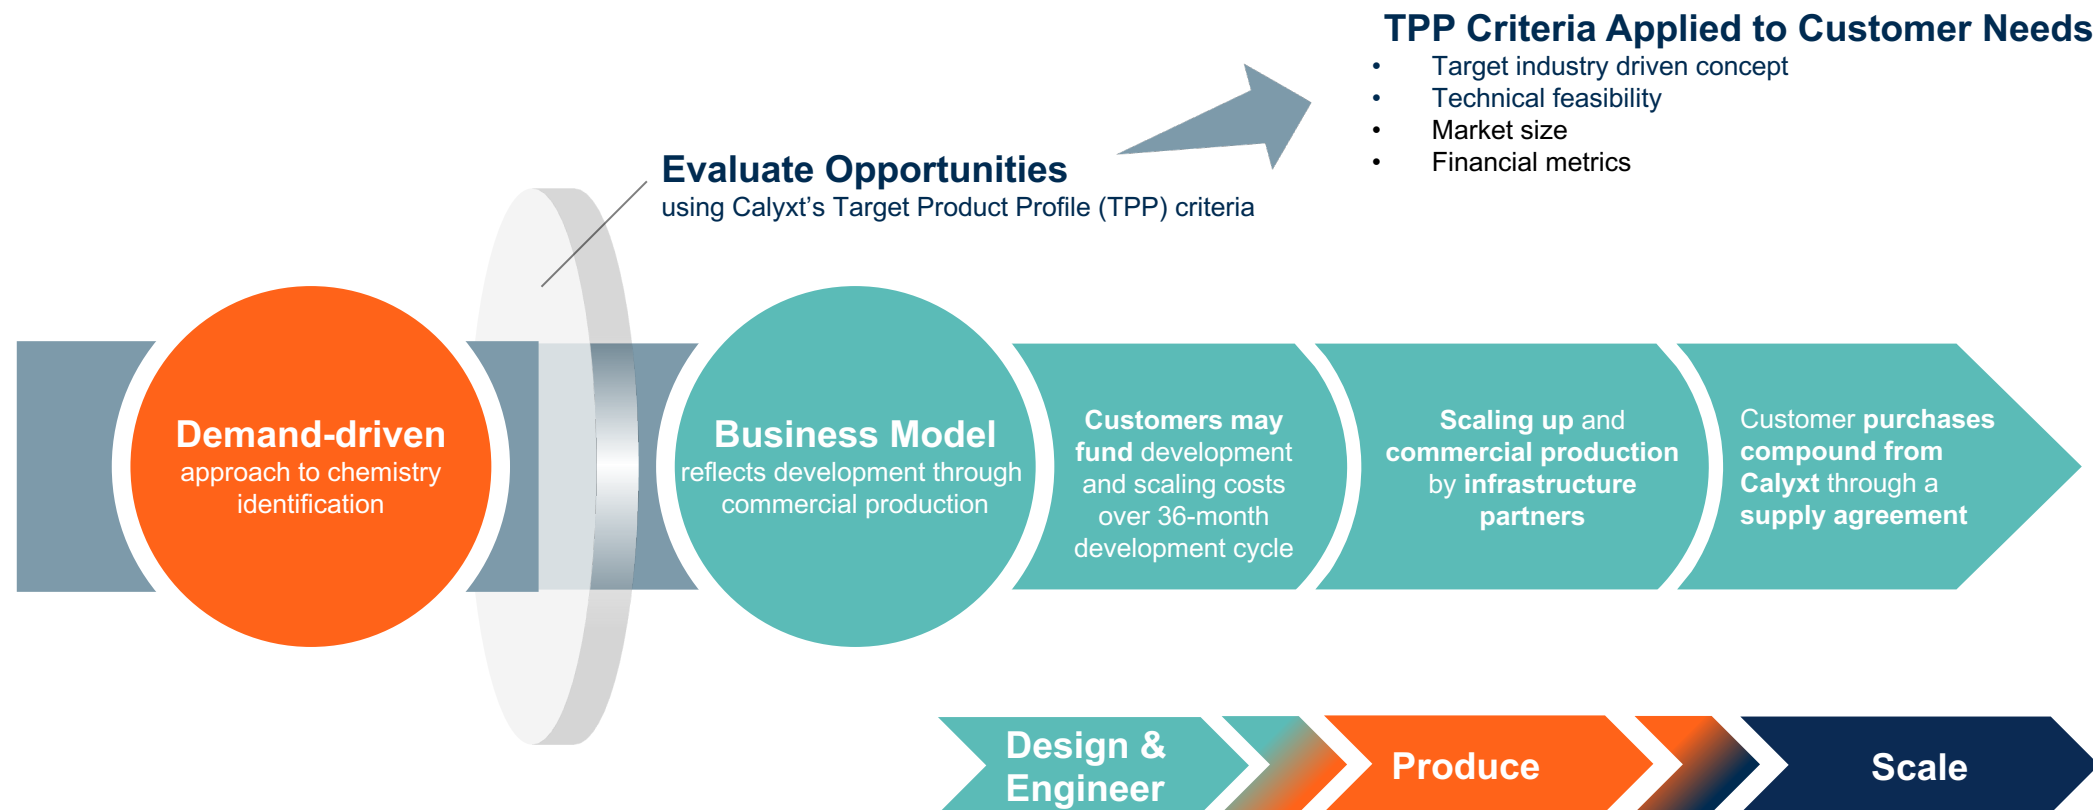 TPP Criteria Applied to Customer Needs
• Target industry driven concept
• Technical feasibility
• Market size
• Financial metrics
Evaluate Opportunities
using Calyxt’s Target Product Profile (TPP) criteria
Demand-driven
approach to chemistry
identification
Business Model
reflects development through
commercial production
Customers may
fund development
and scaling costs
over 36-month
development cycle
Scaling up and
commercial production
by infrastructure
partners
Customer purchases
compound from
Calyxt through a
supply agreement
Design &
Engineer
Produce
Scale